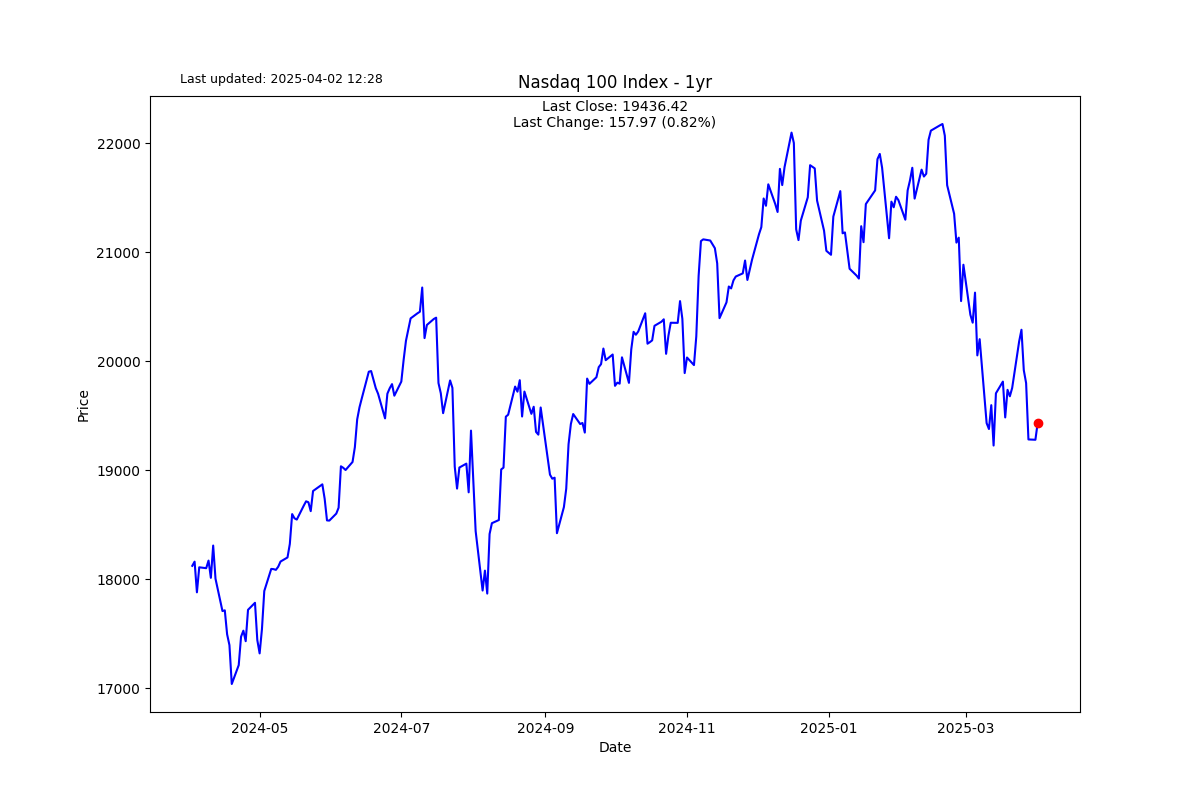 Last updated: 2025-04-02 12:28
Nasdaq 100 Index - 1yr
Last Close: 19436.42
Last Change: 157.97 (0.82%)
22000
21000
20000
19000
18000
17000
Price
2024-05
2024-07
2024-09
2024-11
2025-01
2025-03
Date